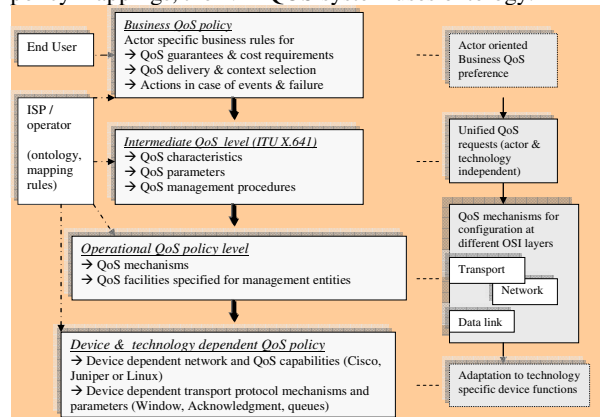 Business QoS policy
Actor specific business rules for
→ QoS guarantees & cost requirements
→ QoS delivery & context selection
→ Actions in case of events & failure
End User
Actor oriented
Business QoS
preference
ISP /
operator
(ontology,
mapping
rules)
Intermediate QoS level (ITU X.641)
→ QoS characteristics
→ QoS parameters
→ QoS management procedures
Unified QoS
requests (actor &
technology
independent)
Operational QoS policy level
→ QoS mechanisms
→ QoS facilities specified for management entities
QoS mechanisms for
configuration at
different OSI layers
Transport
Network
Data link
Device & technology dependent QoS policy
→ Device dependent network and QoS capabilities (Cisco,
Juniper or Linux)
→ Device dependent transport protocol mechanisms and
parameters (Window, Acknowledgment, queues)
Adaptation to technology
specific device functions